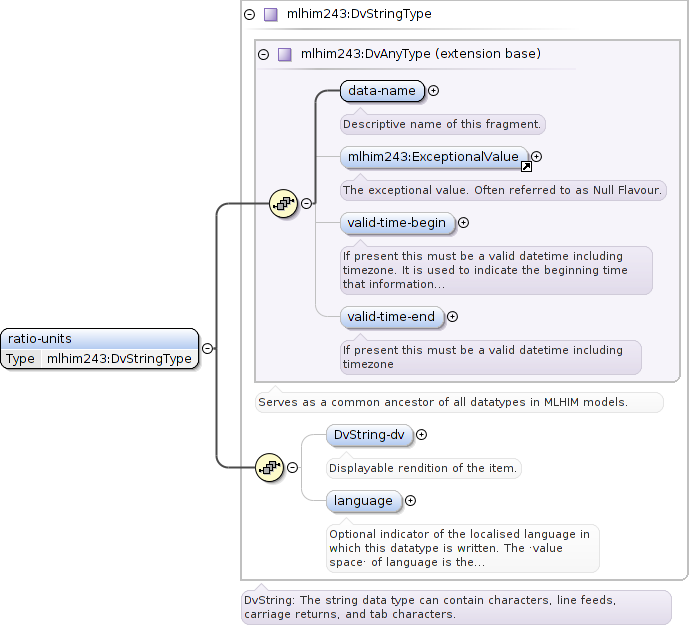 mlhim243:DvStringType
mlhim243:DvAnyType (extension base)
data-name
Descriptive name of this fragment.
mlhim243:ExceptionalValue
The exceptional value. Often referred to as Null Flavour.
valid-time-begin
If present this must be a valid datetime including
timezone. It is used to indicate the beginning time
that information...
valid-time-end
If present this must be a valid datetime including
timezone
ratio-units
Type mlhim243:DvStringType
Serves as a common ancestor of all datatypes in MLHIM models.
DvString-dv
Displayable rendition of the item.
language
Optional indicator of the localised language in
which this datatype is written. The ·value
space· of language is the...
DvString: The string data type can contain characters, line feeds,
carriage returns, and tab characters.